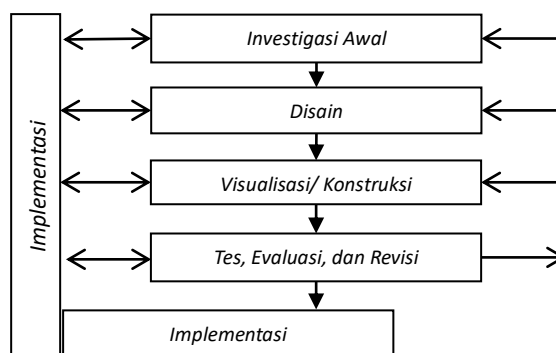 Implementasi
Investigasi Awal
Disain
Visualisasi/ Konstruksi
Tes, Evaluasi, dan Revisi
Implementasi